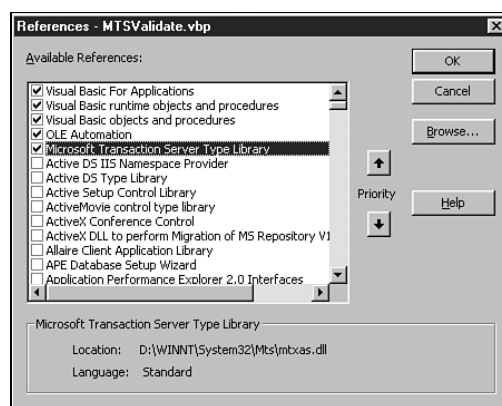 References - MTSValidate.vbp
Available References:
Visual Basic For Applications
Visual Basic runtime objects and procedures
Visual Basic objects and procedures
OLE Automation
Microsoft Transaction Server Type Library
Active DS IIS Namespace Provider
Active DS Type Library
Active Setup Control Library
ActiveMovie control type library
ActiveX Conference Control
ActiveX DLL to perform Migration of MS Repository V1
Allaire Client Application Library
APE Database Setup Wizard
Application Performance Explorer 2.0 Interfaces
Priority
OK
Cancel
Browse...
Help
Microsoft Transaction Server Type Library
Location: D:\WINNT\System32\Mts\mtxas.dll
Language: Standard